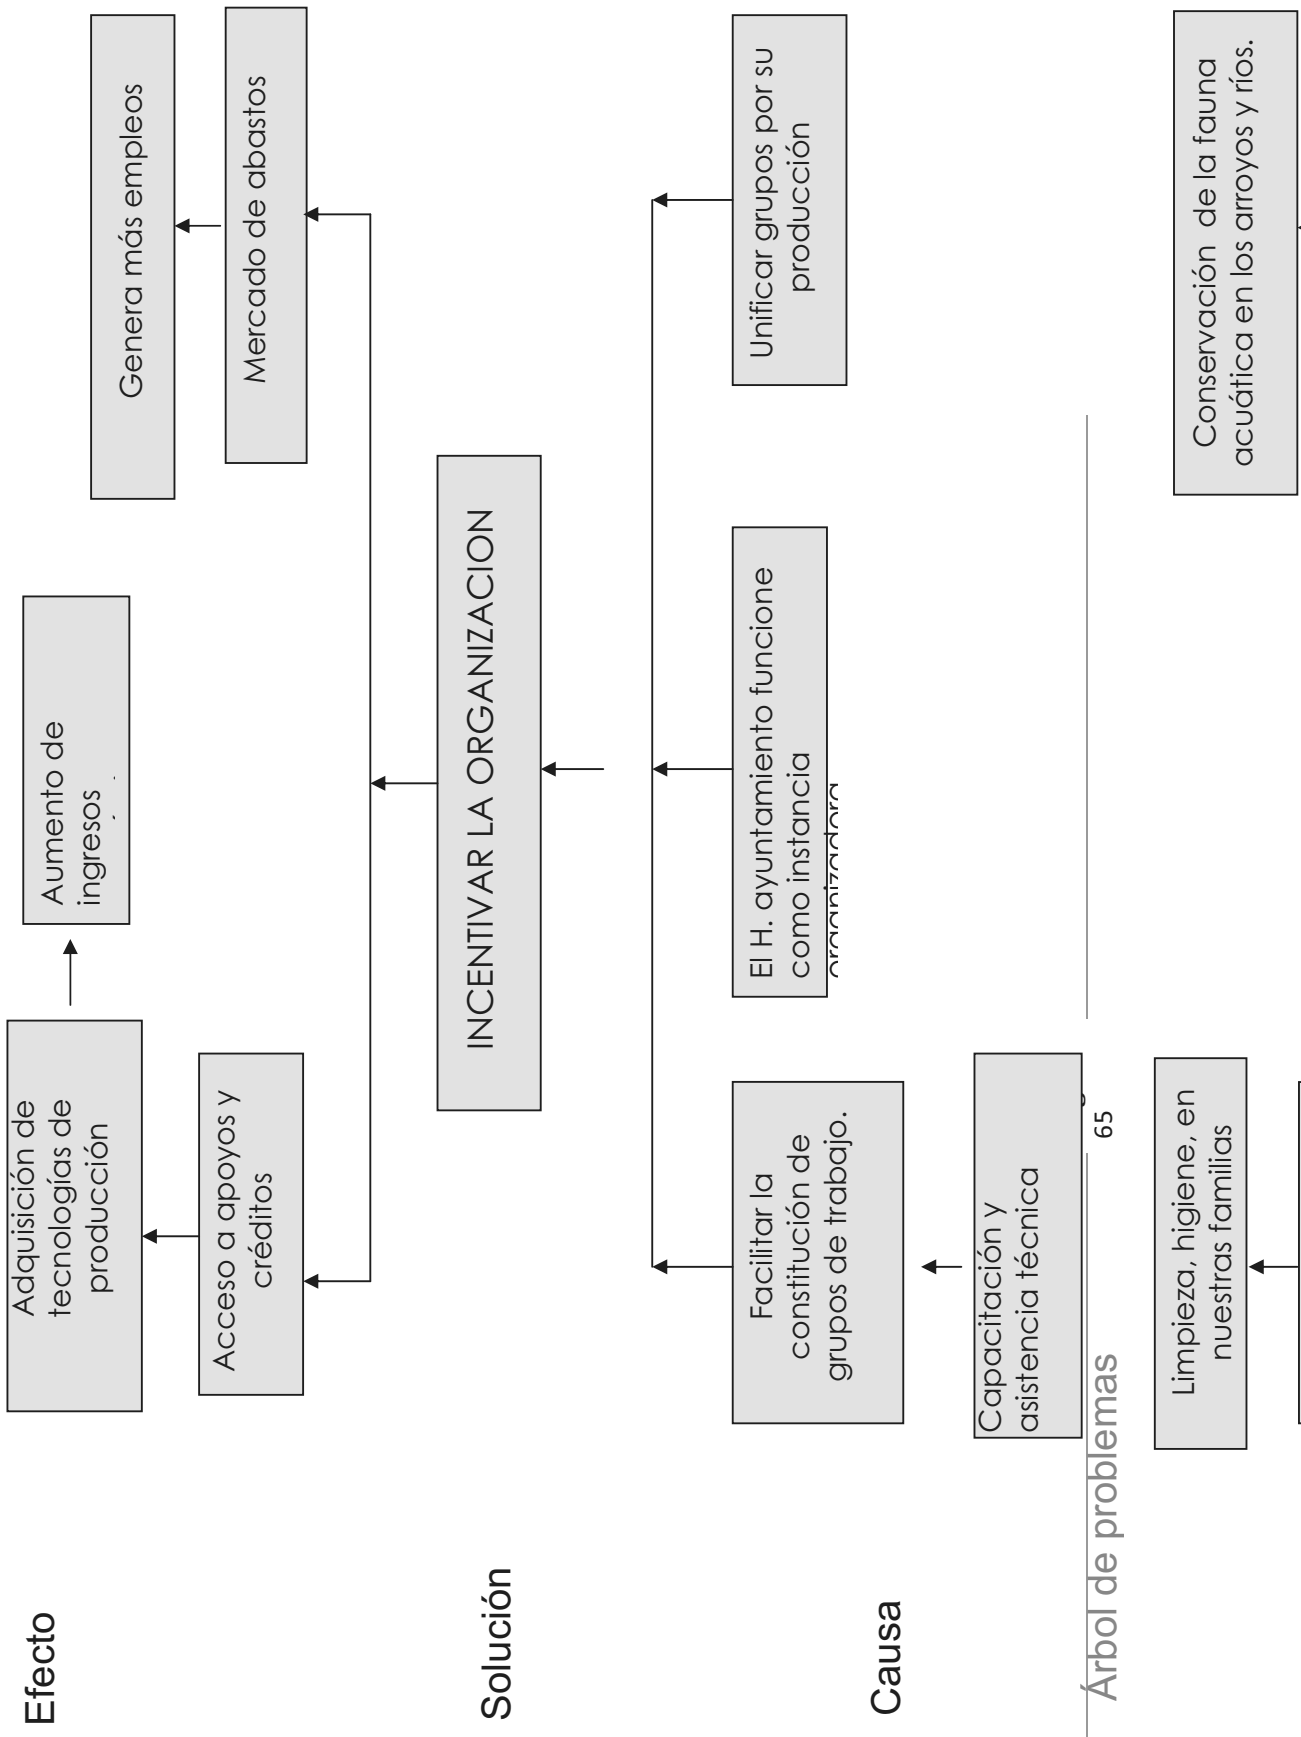 Efecto
Adquisición de
tecnologías de
producción
Aumento de
ingresos
Genera más empleos
Acceso a apoyos y
créditos
Mercado de abastos
Solución
INCENTIVAR LA ORGANIZACION
Causa
Facilitar la
constitución de
grupos de trabajo.
El H. ayuntamiento funcione
como instancia
organizadora
Unificar grupos por su
producción
Capacitación y
asistencia técnica
Árbol de problemas
65
Limpieza, higiene, en
nuestras familias
Conservación de la fauna
acuática en los arroyos y ríos.